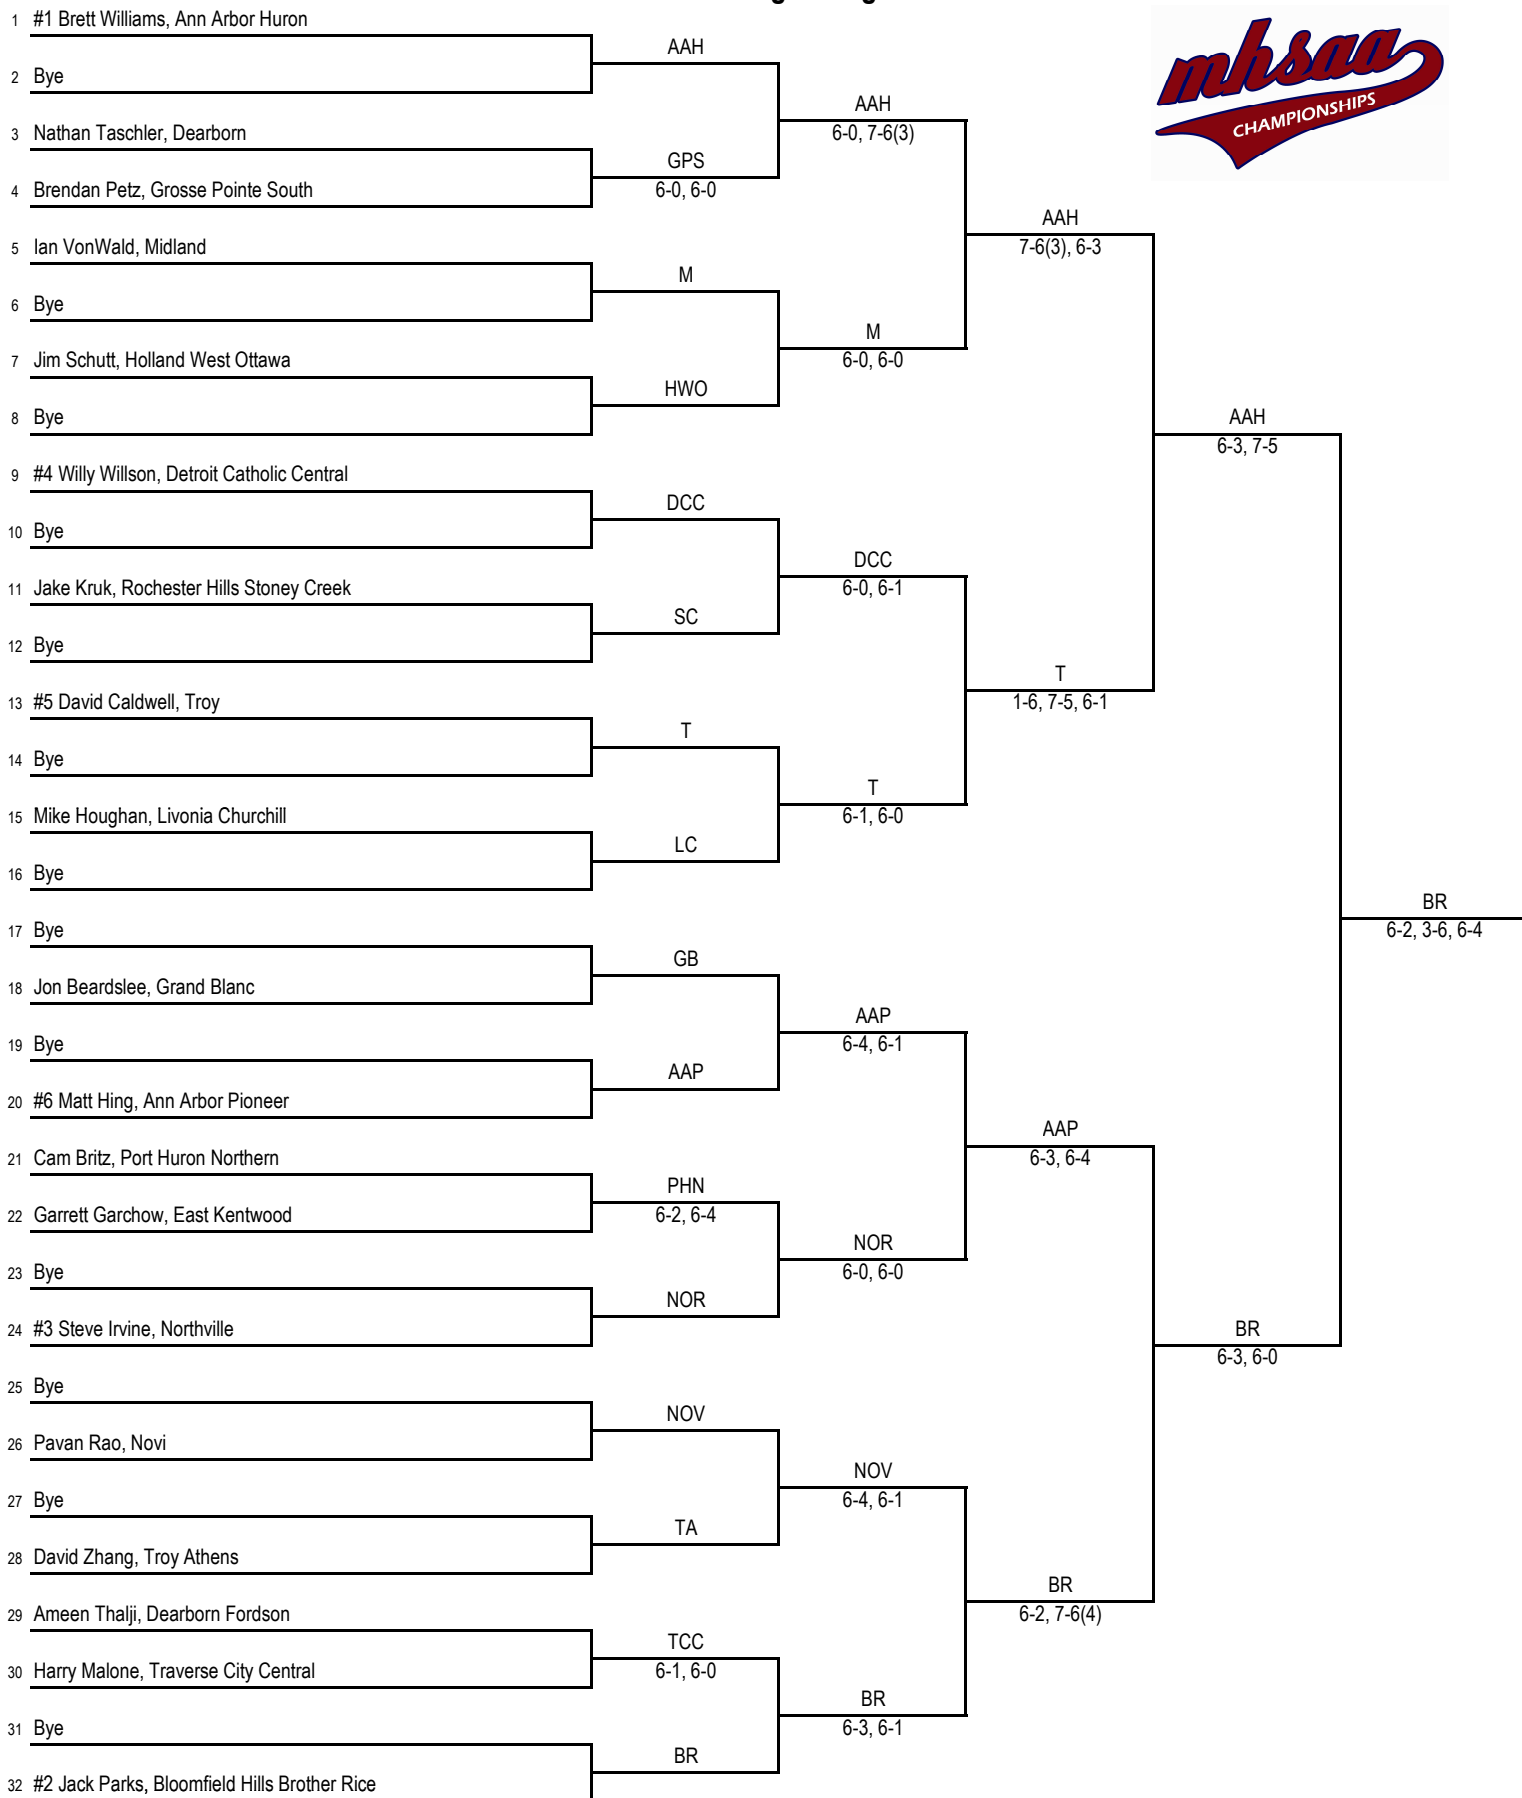 1 #1 Brett Williams, Ann Arbor Huron
AAH
2 Bye
AAH
6-0, 7-6(3)
3 Nathan Taschler, Dearborn
GPS
6-0, 6-0
4 Brendan Petz, Grosse Pointe South
AAH
7-6(3), 6-3
5 Ian VonWald, Midland
M
6 Bye
M
6-0, 6-0
7 Jim Schutt, Holland West Ottawa
HWO
8 Bye
AAH
6-3, 7-5
9 #4 Willy Willson, Detroit Catholic Central
DCC
10 Bye
DCC
6-0, 6-1
11 Jake Kruk, Rochester Hills Stoney Creek
SC
12 Bye
T
1-6, 7-5, 6-1
13 #5 David Caldwell, Troy
T
14 Bye
T
6-1, 6-0
15 Mike Houghan, Livonia Churchill
LC
16 Bye
BR
6-2, 3-6, 6-4
17 Bye
GB
18 Jon Beardslee, Grand Blanc
AAP
6-4, 6-1
19 Bye
AAP
20 #6 Matt Hing, Ann Arbor Pioneer
AAP
6-3, 6-4
21 Cam Britz, Port Huron Northern
PHN
6-2, 6-4
22 Garrett Garchow, East Kentwood
NOR
6-0, 6-0
23 Bye
NOR
24 #3 Steve Irvine, Northville
BR
6-3, 6-0
25 Bye
NOV
26 Pavan Rao, Novi
NOV
6-4, 6-1
27 Bye
TA
28 David Zhang, Troy Athens
BR
6-2, 7-6(4)
29 Ameen Thalji, Dearborn Fordson
TCC
6-1, 6-0
30 Harry Malone, Traverse City Central
BR
6-3, 6-1
31 Bye
BR
32 #2 Jack Parks, Bloomfield Hills Brother Rice
mhsaa
CHAMPIONSHIPS